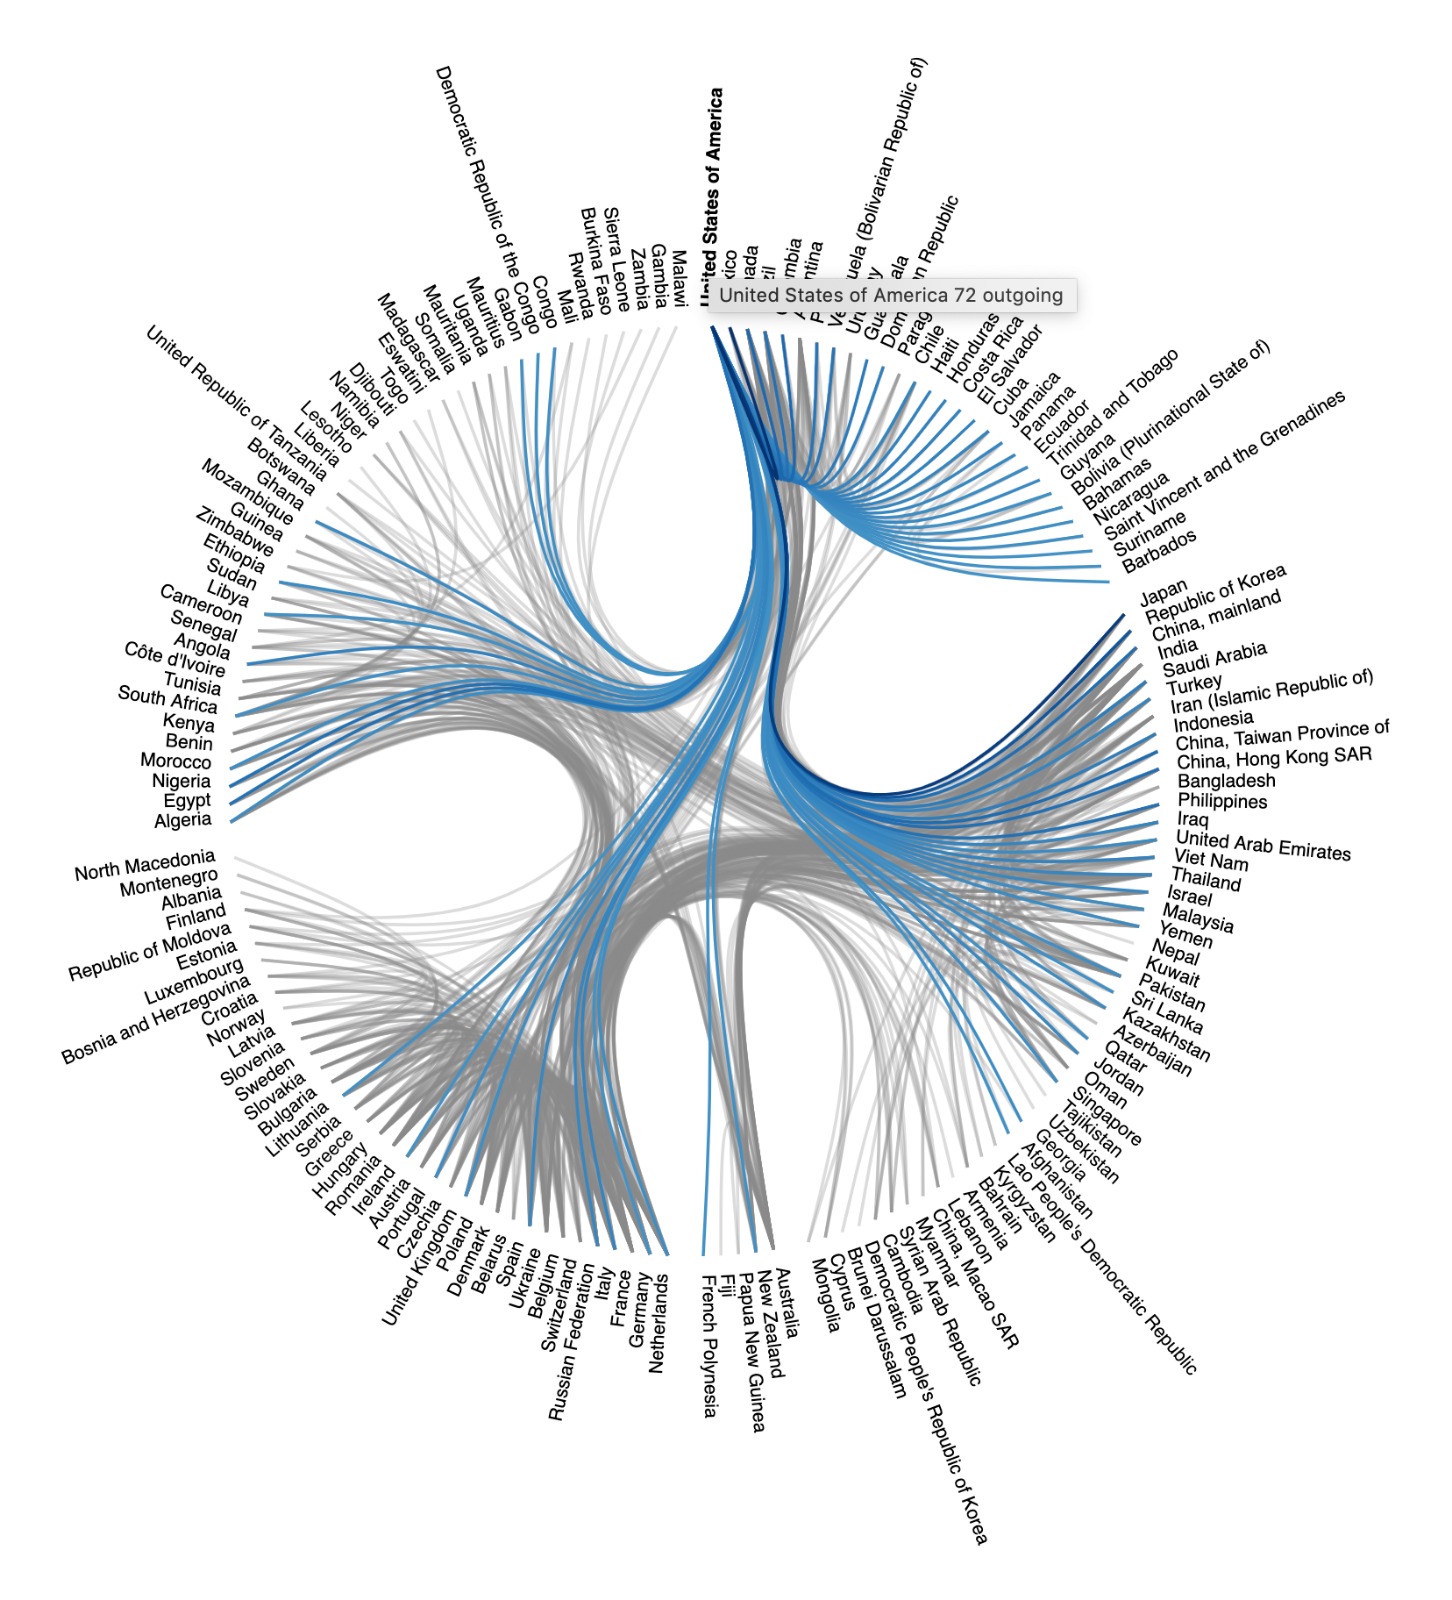 United States of America
United States of America 72 outgoing
xico
ada
zil
mbia
ntina
uela (Bolivarian Republic of)
ala
n Republic
Parag
Chile
Haiti
Honduras
Costa Rica
El Salvador
Cuba
Jamaica
Panama
Ecuador
Trinidad and Tobago
Guyana
Bolivia (Plurinational State of)
Bahamas
Nicaragua
Saint Vincent and the Grenadines
Suriname
Barbados
Japan
Republic of Korea
China, mainland
India
Saudi Arabia
Turkey
Iran (Islamic Republic of)
Indonesia
China, Taiwan Province of
China, Hong Kong SAR
Bangladesh
Philippines
Iraq
United Arab Emirates
Viet Nam
Thailand
Israel
Malaysia
Yemen
Nepal
Kuwait
Pakistan
Sri Lanka
Kazakhstan
Azerbaijan
Qatar
Jordan
Oman
Singapore
Tajikistan
Uzbekistan
Georgia
Afghanistan
Lao People's Democratic Republic
Kyrgyzstan
Bahrain
Armenia
Lebanon
China, Macao SAR
Myanmar
Syrian Arab Republic
Cambodia
Democratic People's Republic of Korea
Brunei Darussalam
Cyprus
Mongolia
Australia
New Zealand
Papua New Guinea
Fiji
French Polynesia
Netherlands
Germany
France
Italy
Russian Federation
Switzerland
Belgium
Ukraine
Spain
Belarus
Denmark
Poland
United Kingdom
Czechia
Portugal
Austria
Ireland
Romania
Hungary
Greece
Serbia
Lithuania
Bulgaria
Slovakia
Sweden
Slovenia
Latvia
Norway
Croatia
Bosnia and Herzegovina
Luxembourg
Estonia
Republic of Moldova
Finland
Albania
Montenegro
North Macedonia
Algeria
Egypt
Nigeria
Morocco
Benin
Kenya
South Africa
Tunisia
Côte d'Ivoire
Angola
Senegal
Cameroon
Libya
Sudan
Ethiopia
Zimbabwe
Guinea
Mozambique
Ghana
Botswana
United Republic of Tanzania
Liberia
Lesotho
Niger
Namibia
Djibouti
Togo
Eswatini
Madagascar
Somalia
Mauritania
Uganda
Mauritius
Gabon
Democratic Republic of the Congo
Congo
Mali
Rwanda
Burkina Faso
Sierra Leone
Zambia
Gambia
Malawi